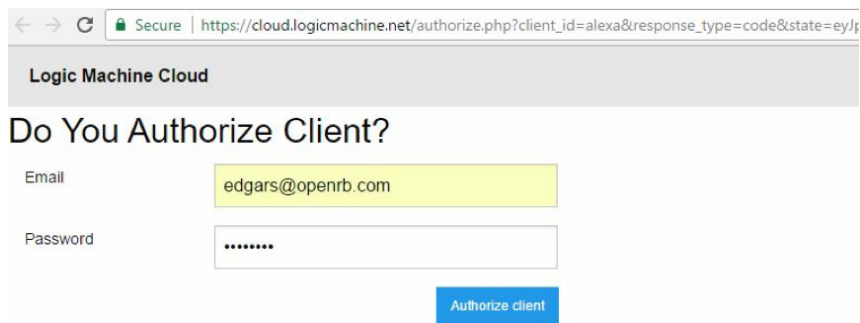 Secure | https://cloud.logicmachine.net/authorize.php?client_id=alexa&response_type=code&state=eyJp
Logic Machine Cloud
Do You Authorize Client?
Email edgars@openrb.com
Password ••••••••
Authorize client